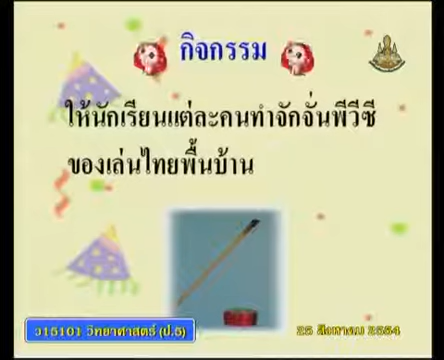 กิจกรรม
ให้นักเรียนแต่ละคนทำจักจั่นพีวีซี
ของเล่นไทยพื้นบ้าน
ว15101 วิทยาศาสตร์ (ป.5)
25 สิงหาคม 2554